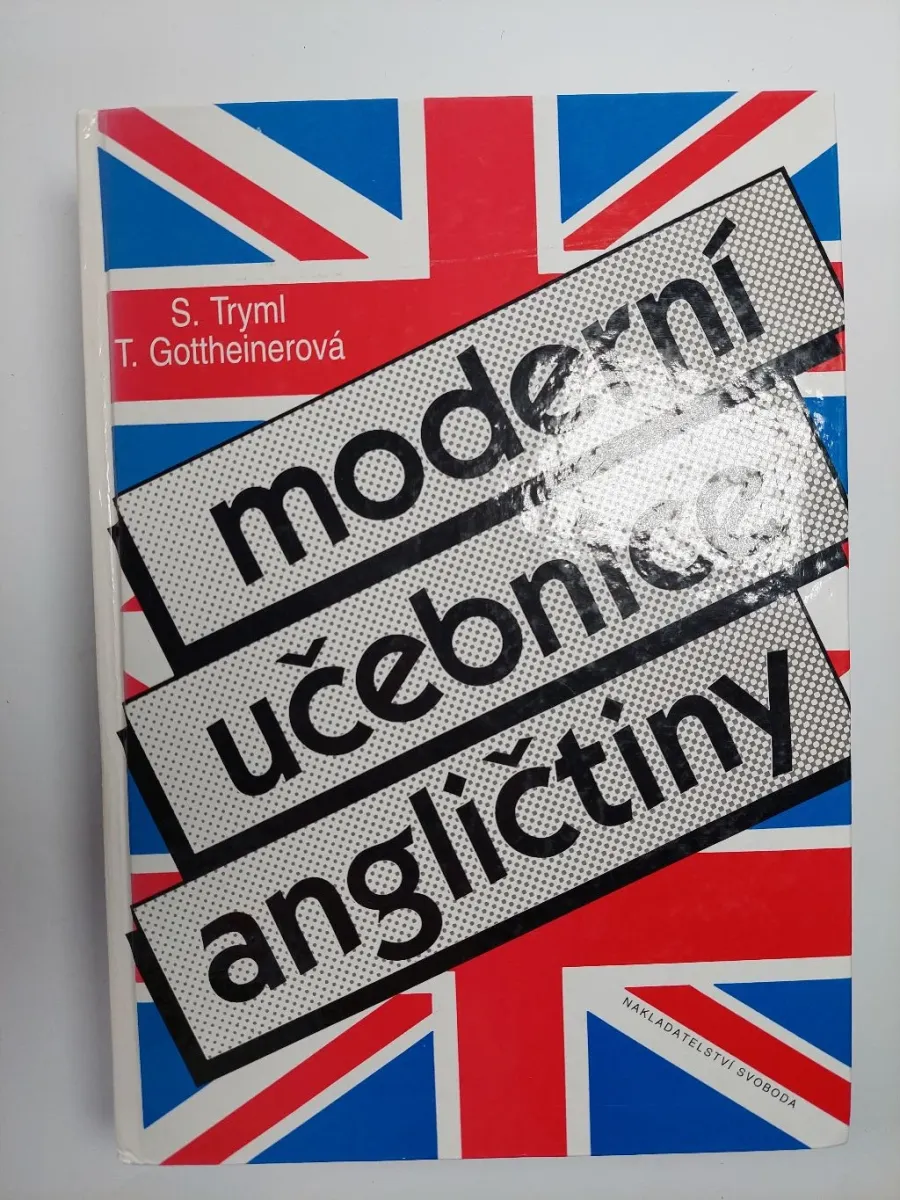 S. Tryml
T. Gottheinerová
moderní
učebnice
angličtiny
NAKLADATELSTVÍ SVOBODA